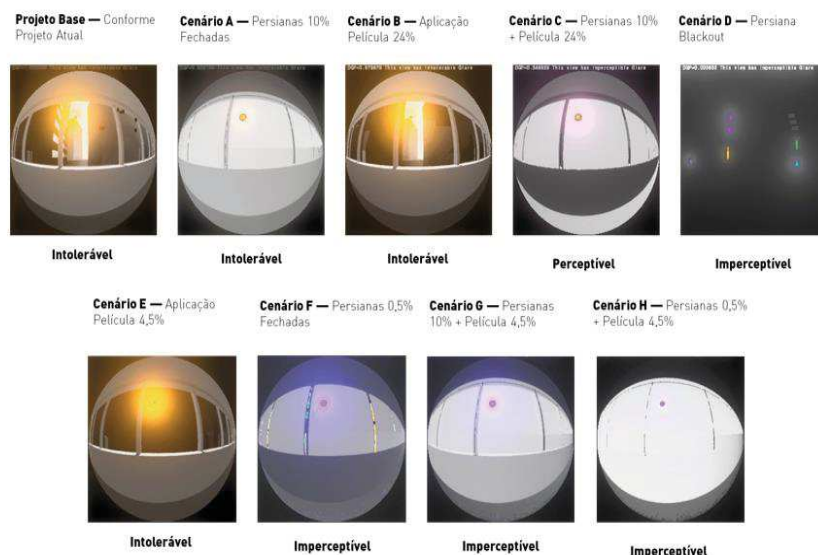 Projeto Base — Conforme
Projeto Atual
Cenário A — Persianas 10%
Fechadas
Cenário B — Aplicação
Película 24%
Cenário C — Persianas 10%
+ Película 24%
Cenário D — Persiana
Blackout
Intolerável
Intolerável
Intolerável
Perceptível
Imperceptível
Cenário E — Aplicação
Película 4,5%
Cenário F — Persianas 0,5%
Fechadas
Cenário G — Persianas
10% + Película 4,5%
Cenário H — Persianas 0,5%
+ Película 4,5%
Intolerável
Imperceptível
Imperceptível
Imperceptível